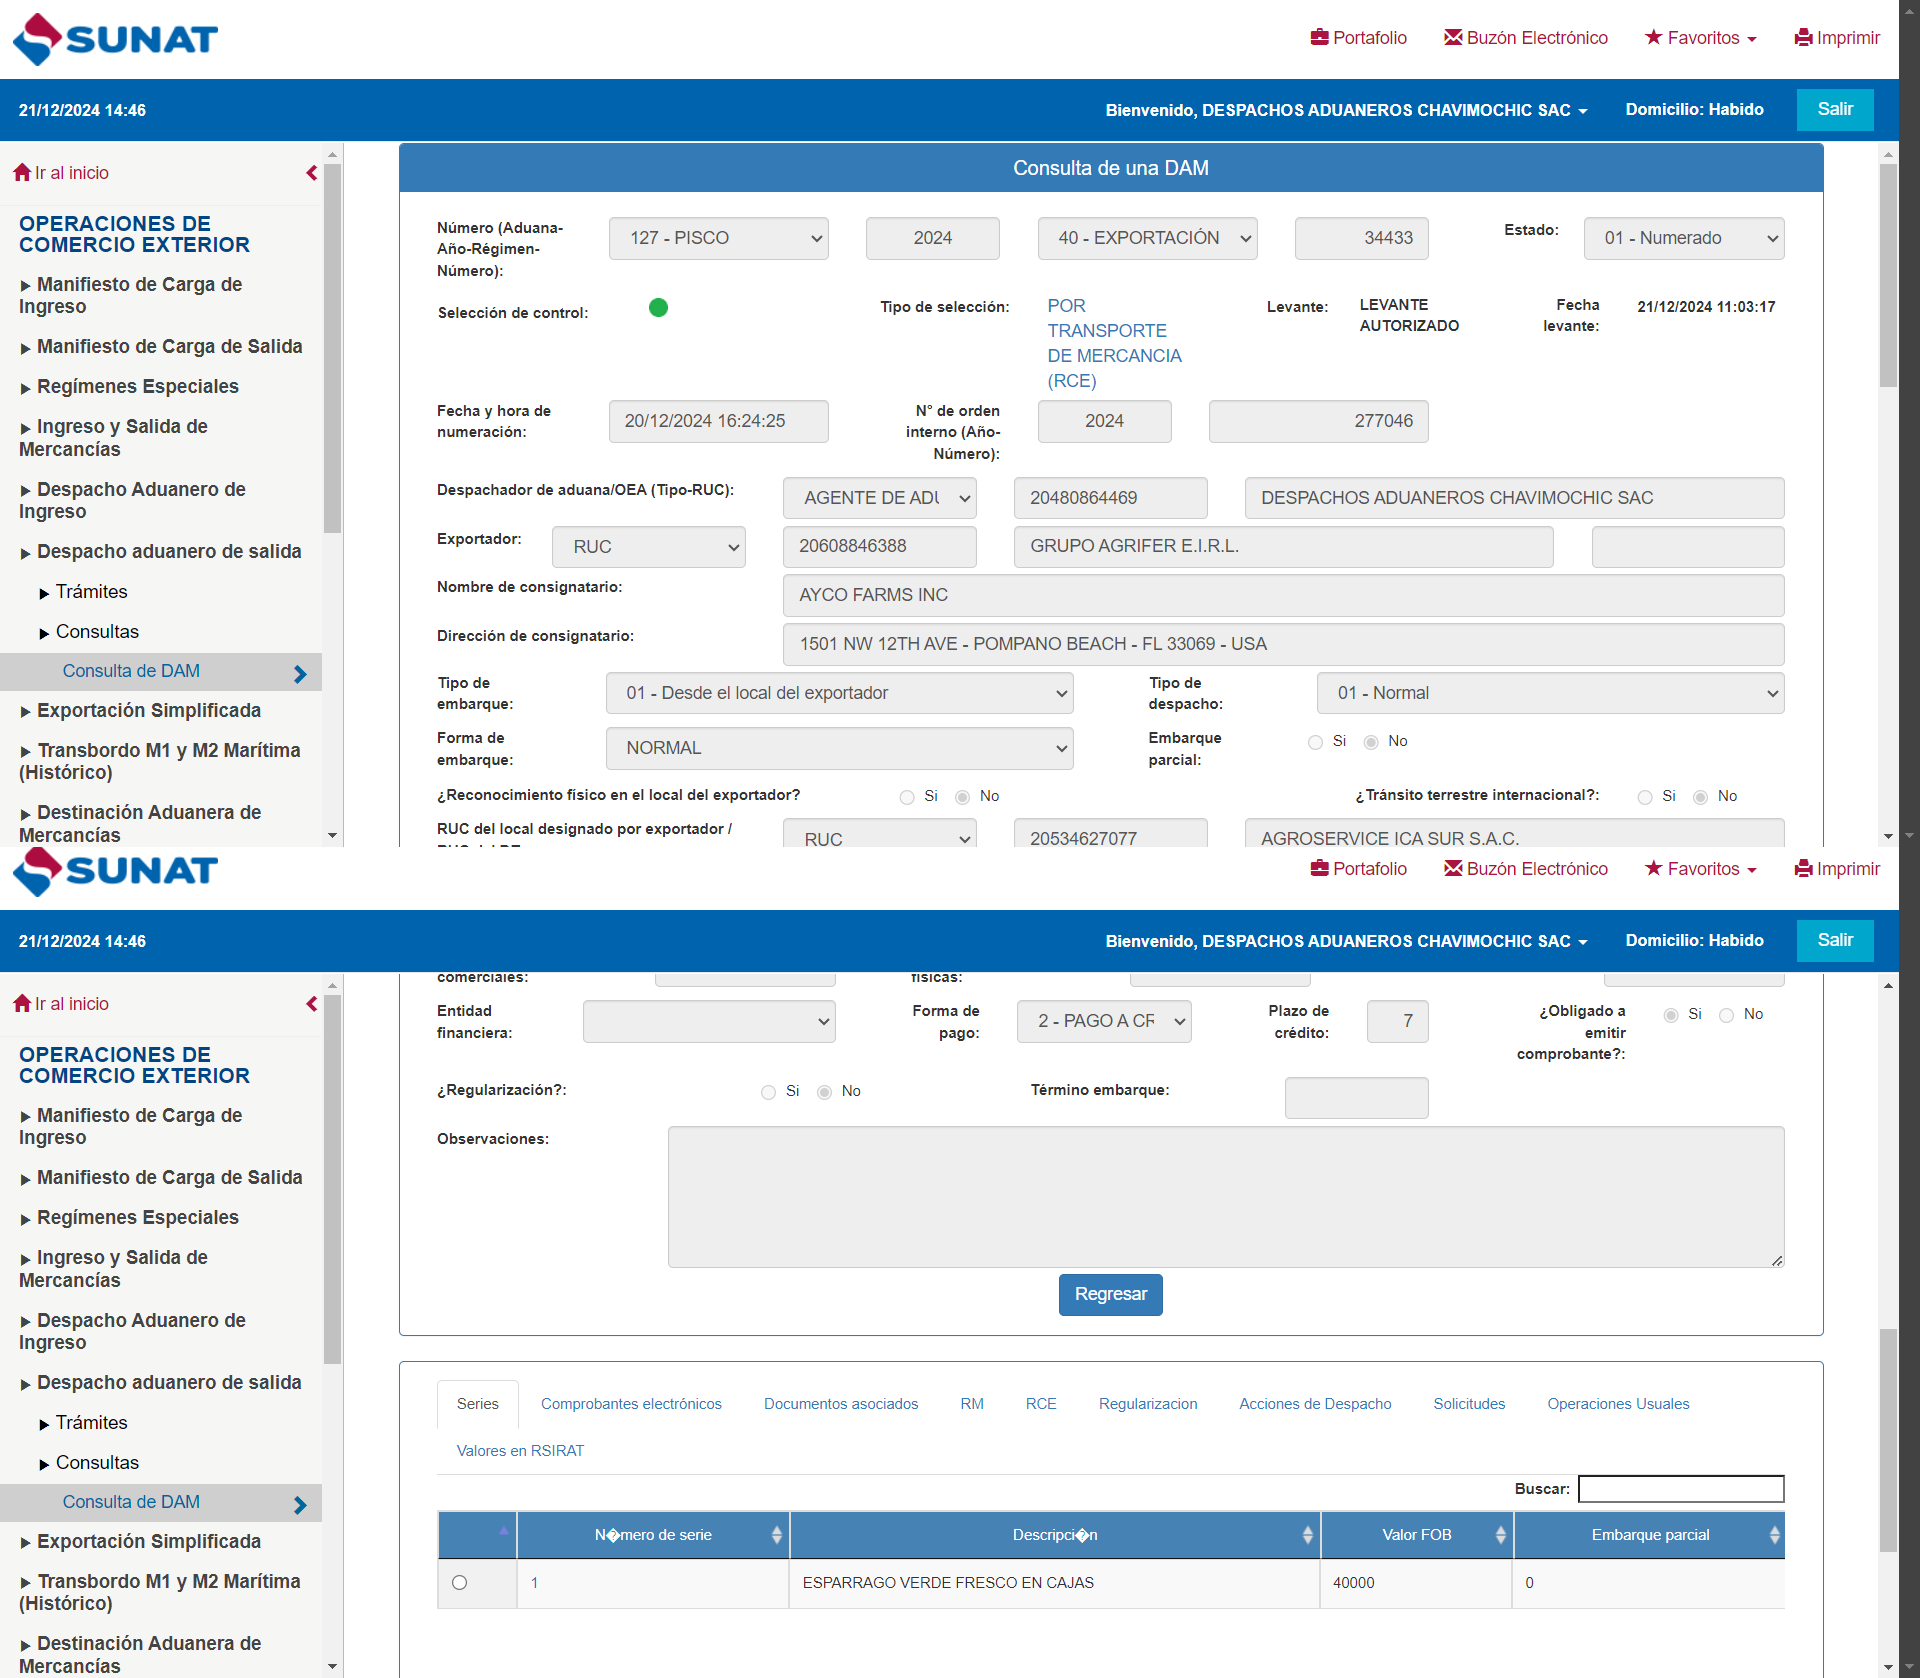 SUNAT
Portafolio Buzón Electrónico Favoritos Imprimir
21/12/2024 14:46 Bienvenido, DESPACHOS ADUANEROS CHAVIMOCHIC SAC Domicilio: Habido Salir
Ir al inicio
OPERACIONES DE
COMERCIO EXTERIOR
Manifiesto de Carga de
Ingreso
Manifiesto de Carga de Salida
Regímenes Especiales
Ingreso y Salida de
Mercancías
Despacho Aduanero de
Ingreso
Despacho aduanero de salida
Trámites
Consultas
Consulta de DAM
Exportación Simplificada
Transbordo M1 y M2 Marítima
(Histórico)
Destinación Aduanera de
Mercancías
Consulta de una DAM
Número (Aduana-
Año-Régimen-
Número):
127 - PISCO 2024 40 - EXPORTACIÓN 34433 Estado: 01 - Numerado
Selección de control:
Tipo de selección:
POR
TRANSPORTE
DE MERCANCIA
(RCE)
Levante:
LEVANTE
AUTORIZADO
Fecha
levante:
21/12/2024 11:03:17
Fecha y hora de
numeración:
20/12/2024 16:24:25
N° de orden
interno (Año-
Número):
2024 277046
Despachador de aduana/OEA (Tipo-RUC): AGENTE DE ADU 20480864469 DESPACHOS ADUANEROS CHAVIMOCHIC SAC
Exportador: RUC 20608846388 GRUPO AGRIFER E.I.R.L.
Nombre de consignatario: AYCO FARMS INC
Dirección de consignatario: 1501 NW 12TH AVE - POMPANO BEACH - FL 33069 - USA
Tipo de
embarque:
01 - Desde el local del exportador
Tipo de
despacho:
01 - Normal
Forma de
embarque:
NORMAL
Embarque
parcial:
Si No
¿Reconocimiento físico en el local del exportador? Si No ¿Tránsito terrestre internacional?: Si No
RUC del local designado por exportador /
RUC 20534627077 AGROSERVICE ICA SUR S.A.C.
SUNAT
Portafolio Buzón Electrónico Favoritos Imprimir
21/12/2024 14:46 Bienvenido, DESPACHOS ADUANEROS CHAVIMOCHIC SAC Domicilio: Habido Salir
Ir al inicio
OPERACIONES DE
COMERCIO EXTERIOR
Manifiesto de Carga de
Ingreso
Manifiesto de Carga de Salida
Regímenes Especiales
Ingreso y Salida de
Mercancías
Despacho Aduanero de
Ingreso
Despacho aduanero de salida
Trámites
Consultas
Consulta de DAM
Exportación Simplificada
Transbordo M1 y M2 Marítima
(Histórico)
Destinación Aduanera de
Mercancías
comerciales: físicas:
Entidad
financiera:
Forma de
pago:
2 - PAGO A CR
Plazo de
crédito:
7
¿Obligado a
emitir
comprobante?:
Si No
¿Regularización?: Si No Término embarque:
Observaciones:
Regresar
Series Comprobantes electrónicos Documentos asociados RM RCE Regularizacion Acciones de Despacho Solicitudes Operaciones Usuales
Valores en RSIRAT
Buscar:
N�mero de serie Descripci�n Valor FOB Embarque parcial
1 ESPARRAGO VERDE FRESCO EN CAJAS 40000 0